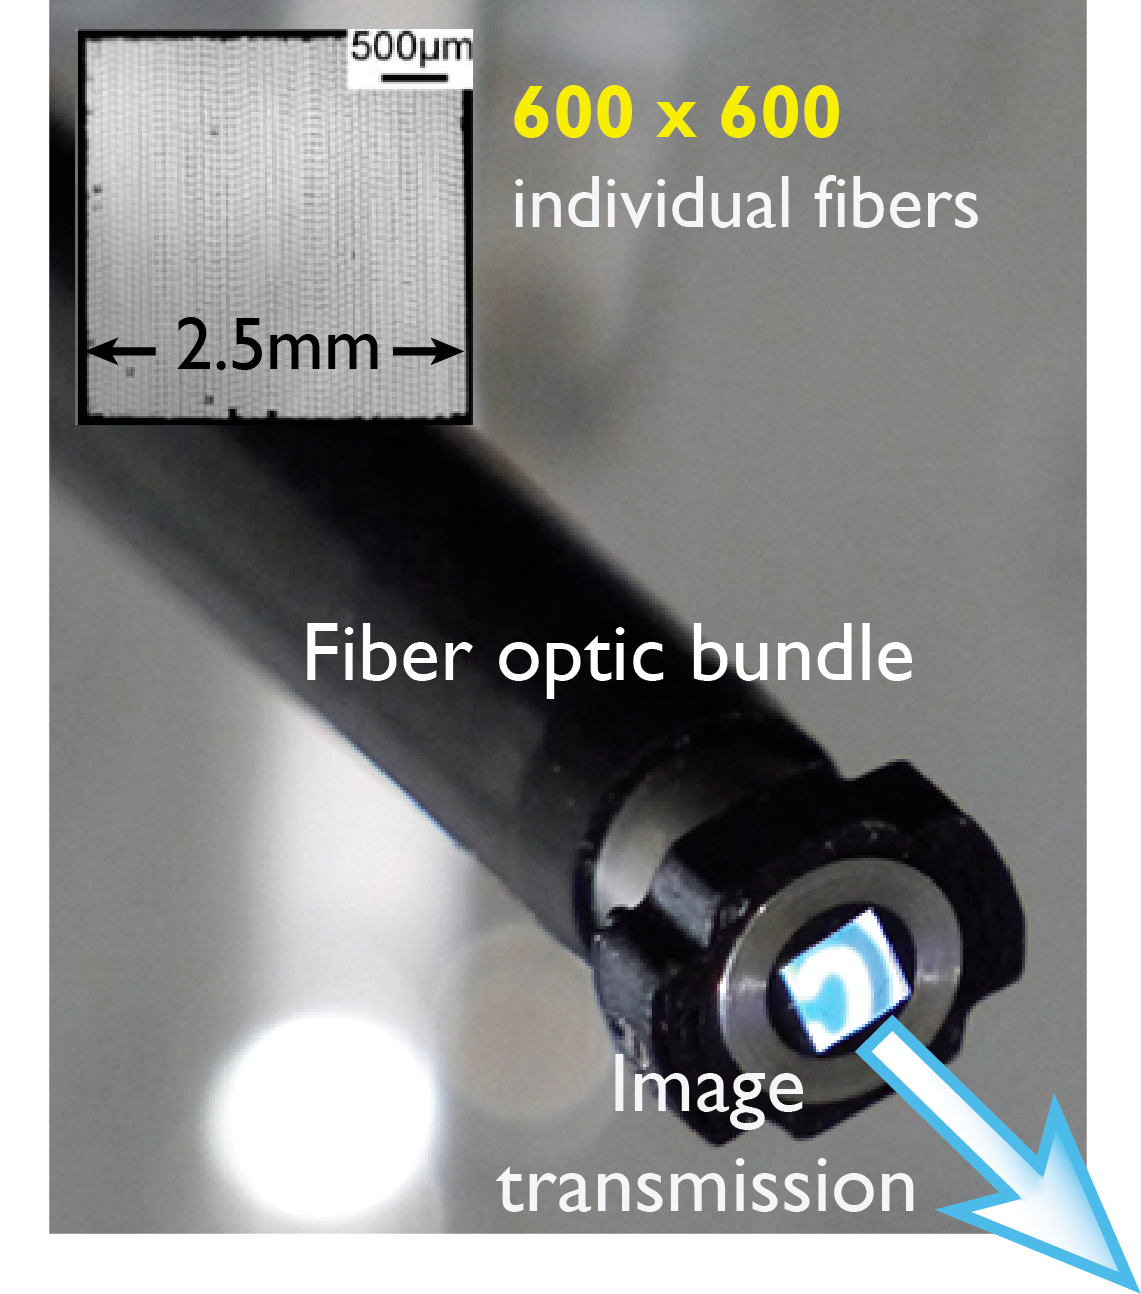 500μm
600 x 600
individual fibers
2.5mm
Fiber optic bundle
Image
transmission